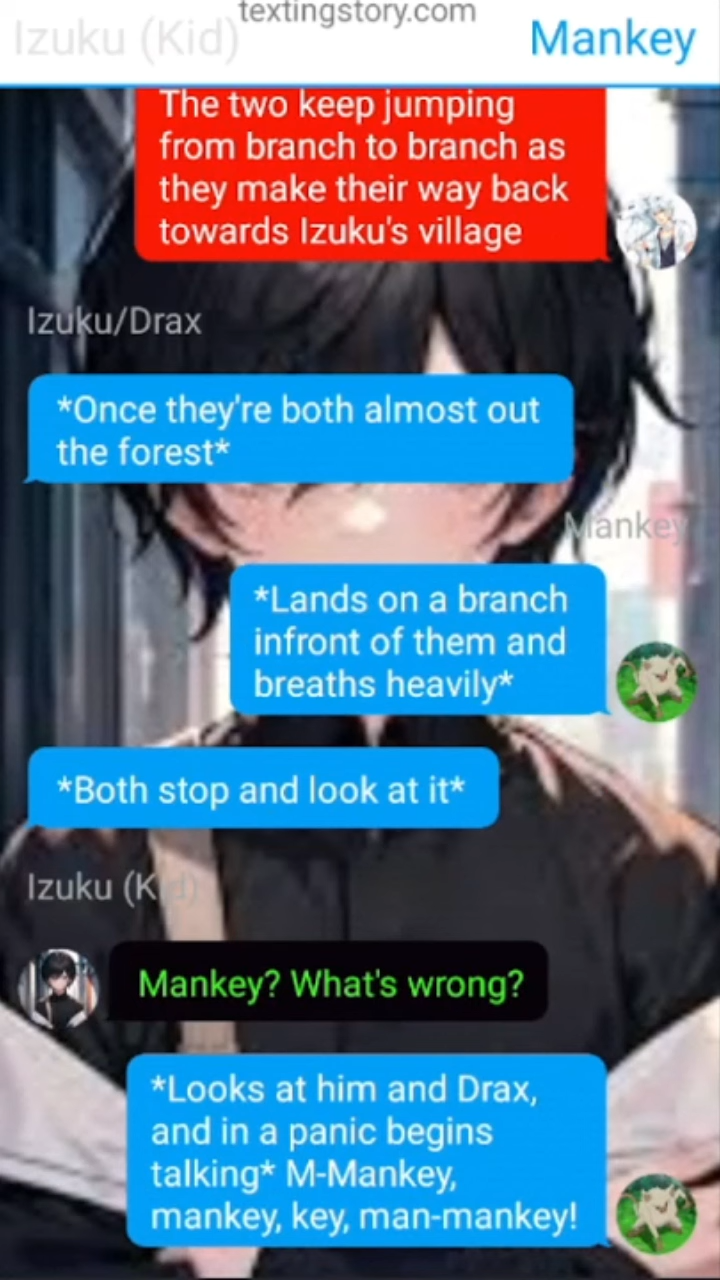 textingstory.com
Izuku (Kid)
Mankey
The two keep jumping
from branch to branch as
they make their way back
towards Izuku's village
Izuku/Drax
*Once they're both almost out
the forest*
Mankey
*Lands on a branch
infront of them and
breaths heavily*
*Both stop and look at it*
Izuku (Kid)
Mankey? What's wrong?
*Looks at him and Drax,
and in a panic begins
talking* M-Mankey,
mankey, key, man-mankey!